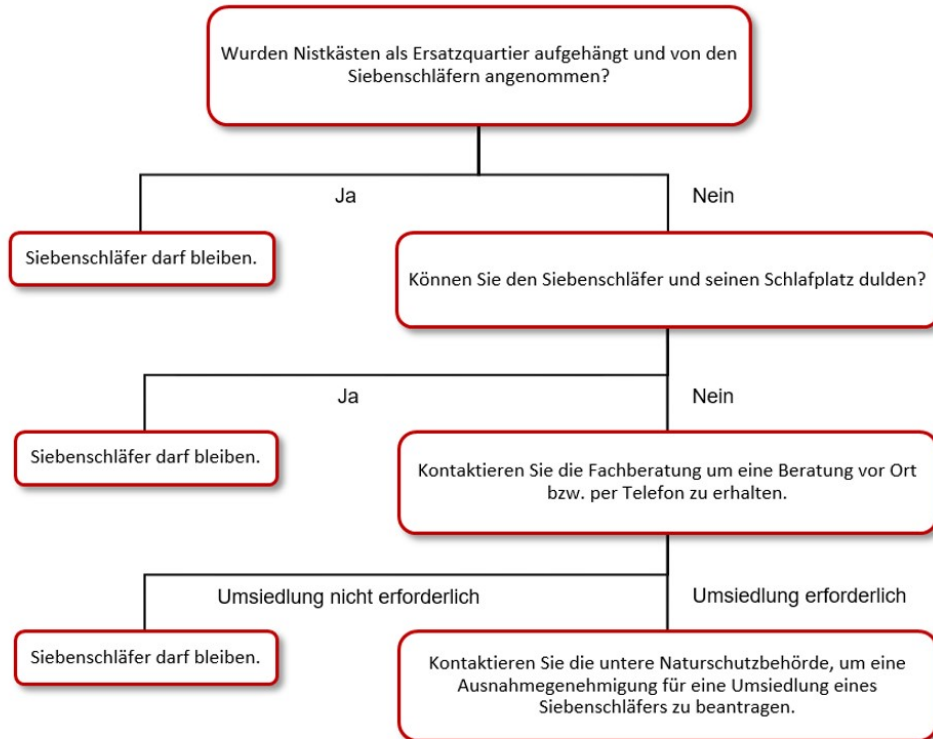 Wurden Nistkästen als Ersatzquartier aufgehängt und von den
Siebenschläfern angenommen?
Ja
Nein
Siebenschläfer darf bleiben.
Können Sie den Siebenschläfer und seinen Schlafplatz dulden?
Ja
Nein
Siebenschläfer darf bleiben.
Kontaktieren Sie die Fachberatung um eine Beratung vor Ort
bzw. per Telefon zu erhalten.
Umsiedlung nicht erforderlich
Umsiedlung erforderlich
Siebenschläfer darf bleiben.
Kontaktieren Sie die untere Naturschutzbehörde, um eine
Ausnahmegenehmigung für eine Umsiedlung eines
Siebenschläfers zu beantragen.